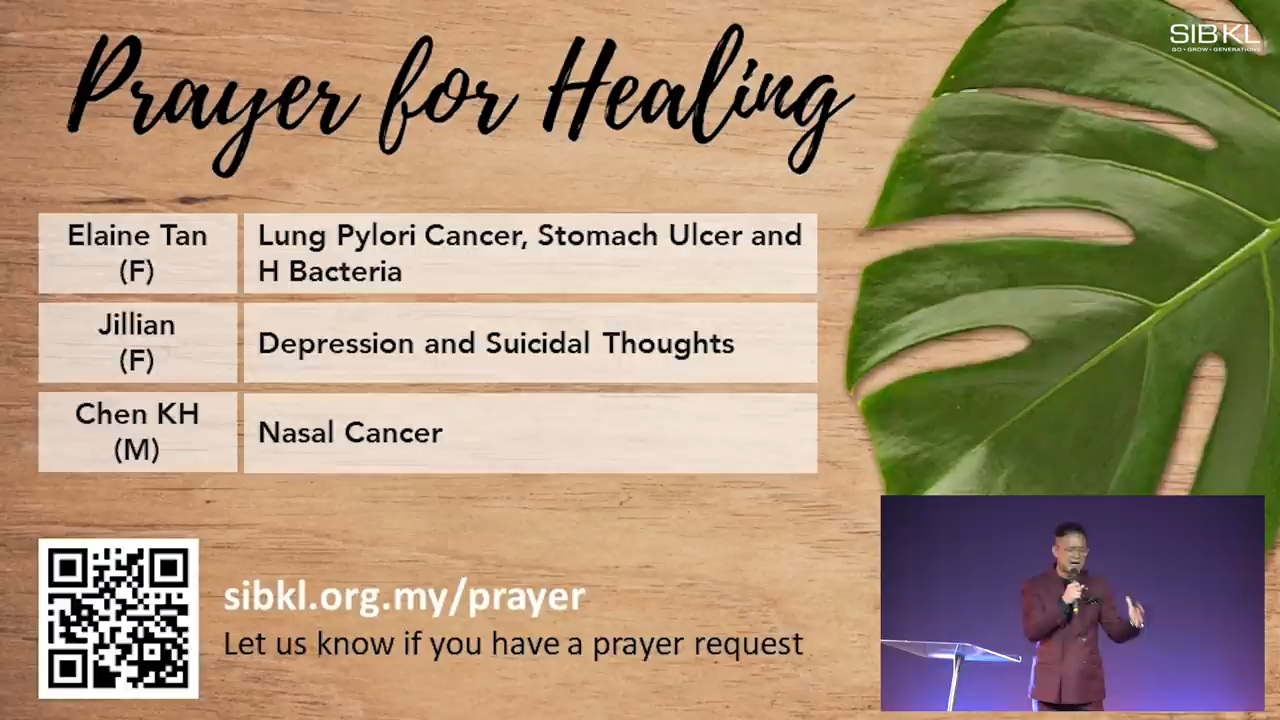 SIBKL
GO • GROW • GENERATIONS
Prayer for Healing
Elaine Tan
(F)
Lung Pylori Cancer, Stomach Ulcer and
H Bacteria
Jillian
(F)
Depression and Suicidal Thoughts
Chen KH
(M)
Nasal Cancer
sibkl.org.my/prayer
Let us know if you have a prayer request